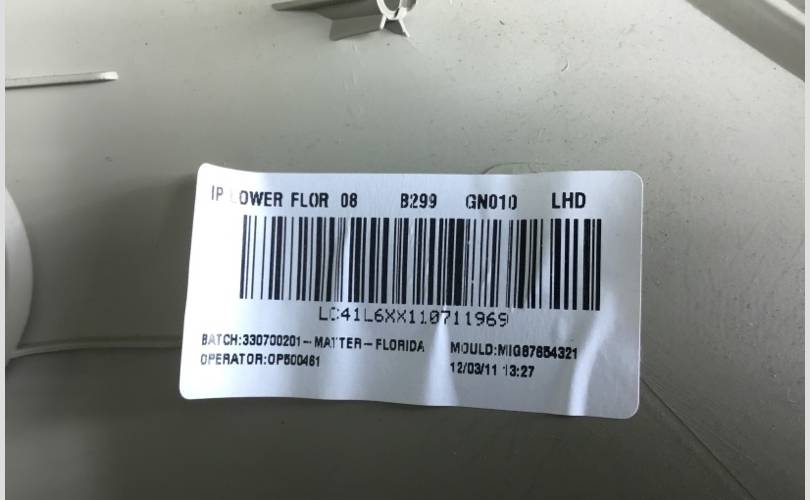 IP LOWER FLOR 08 B299 GN010 LHD
LC41L6XX110711969
BATCH:330700201-MATTER-FLORIDA MOULD:MIG87654321
OPERATOR:OP500461 12/03/11 13:27